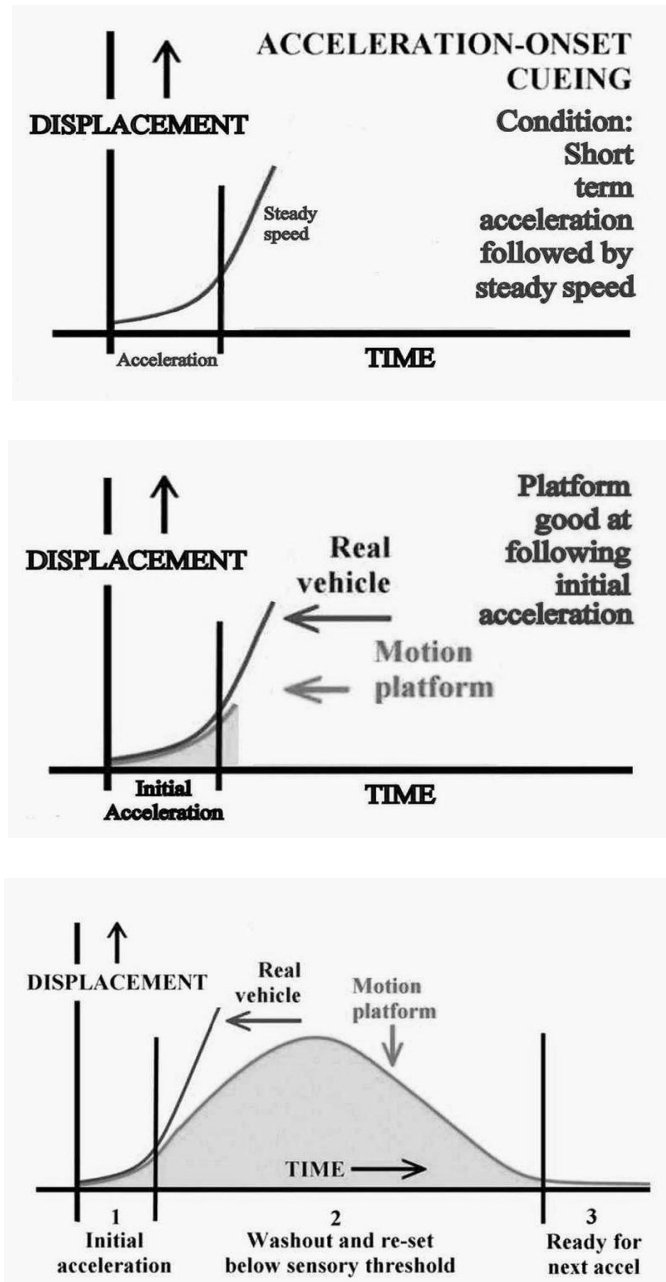 ACCELERATION-ONSET
CUEING
DISPLACEMENT
Condition:
Short
term
acceleration
followed by
steady speed
Steady
speed
Acceleration
TIME
Platform
good at
following
initial
acceleration
DISPLACEMENT
Real
vehicle
Motion
platform
Initial
Acceleration
TIME
DISPLACEMENT
Real
vehicle
Motion
platform
TIME
1
Initial
acceleration
2
Washout and re-set
below sensory threshold
3
Ready for
next accel